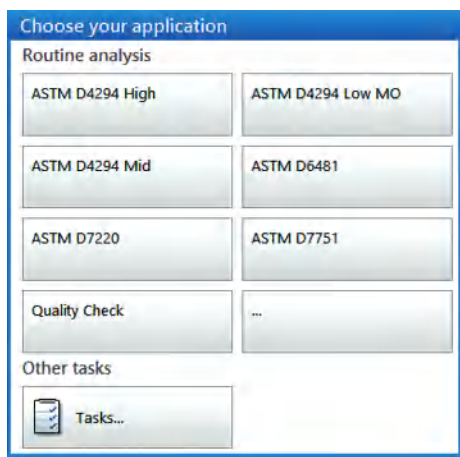 Choose your application
Routine analysis
ASTM D4294 High
ASTM D4294 Low MO
ASTM D4294 Mid
ASTM D6481
ASTM D7220
ASTM D7751
Quality Check
...
Other tasks
Tasks...